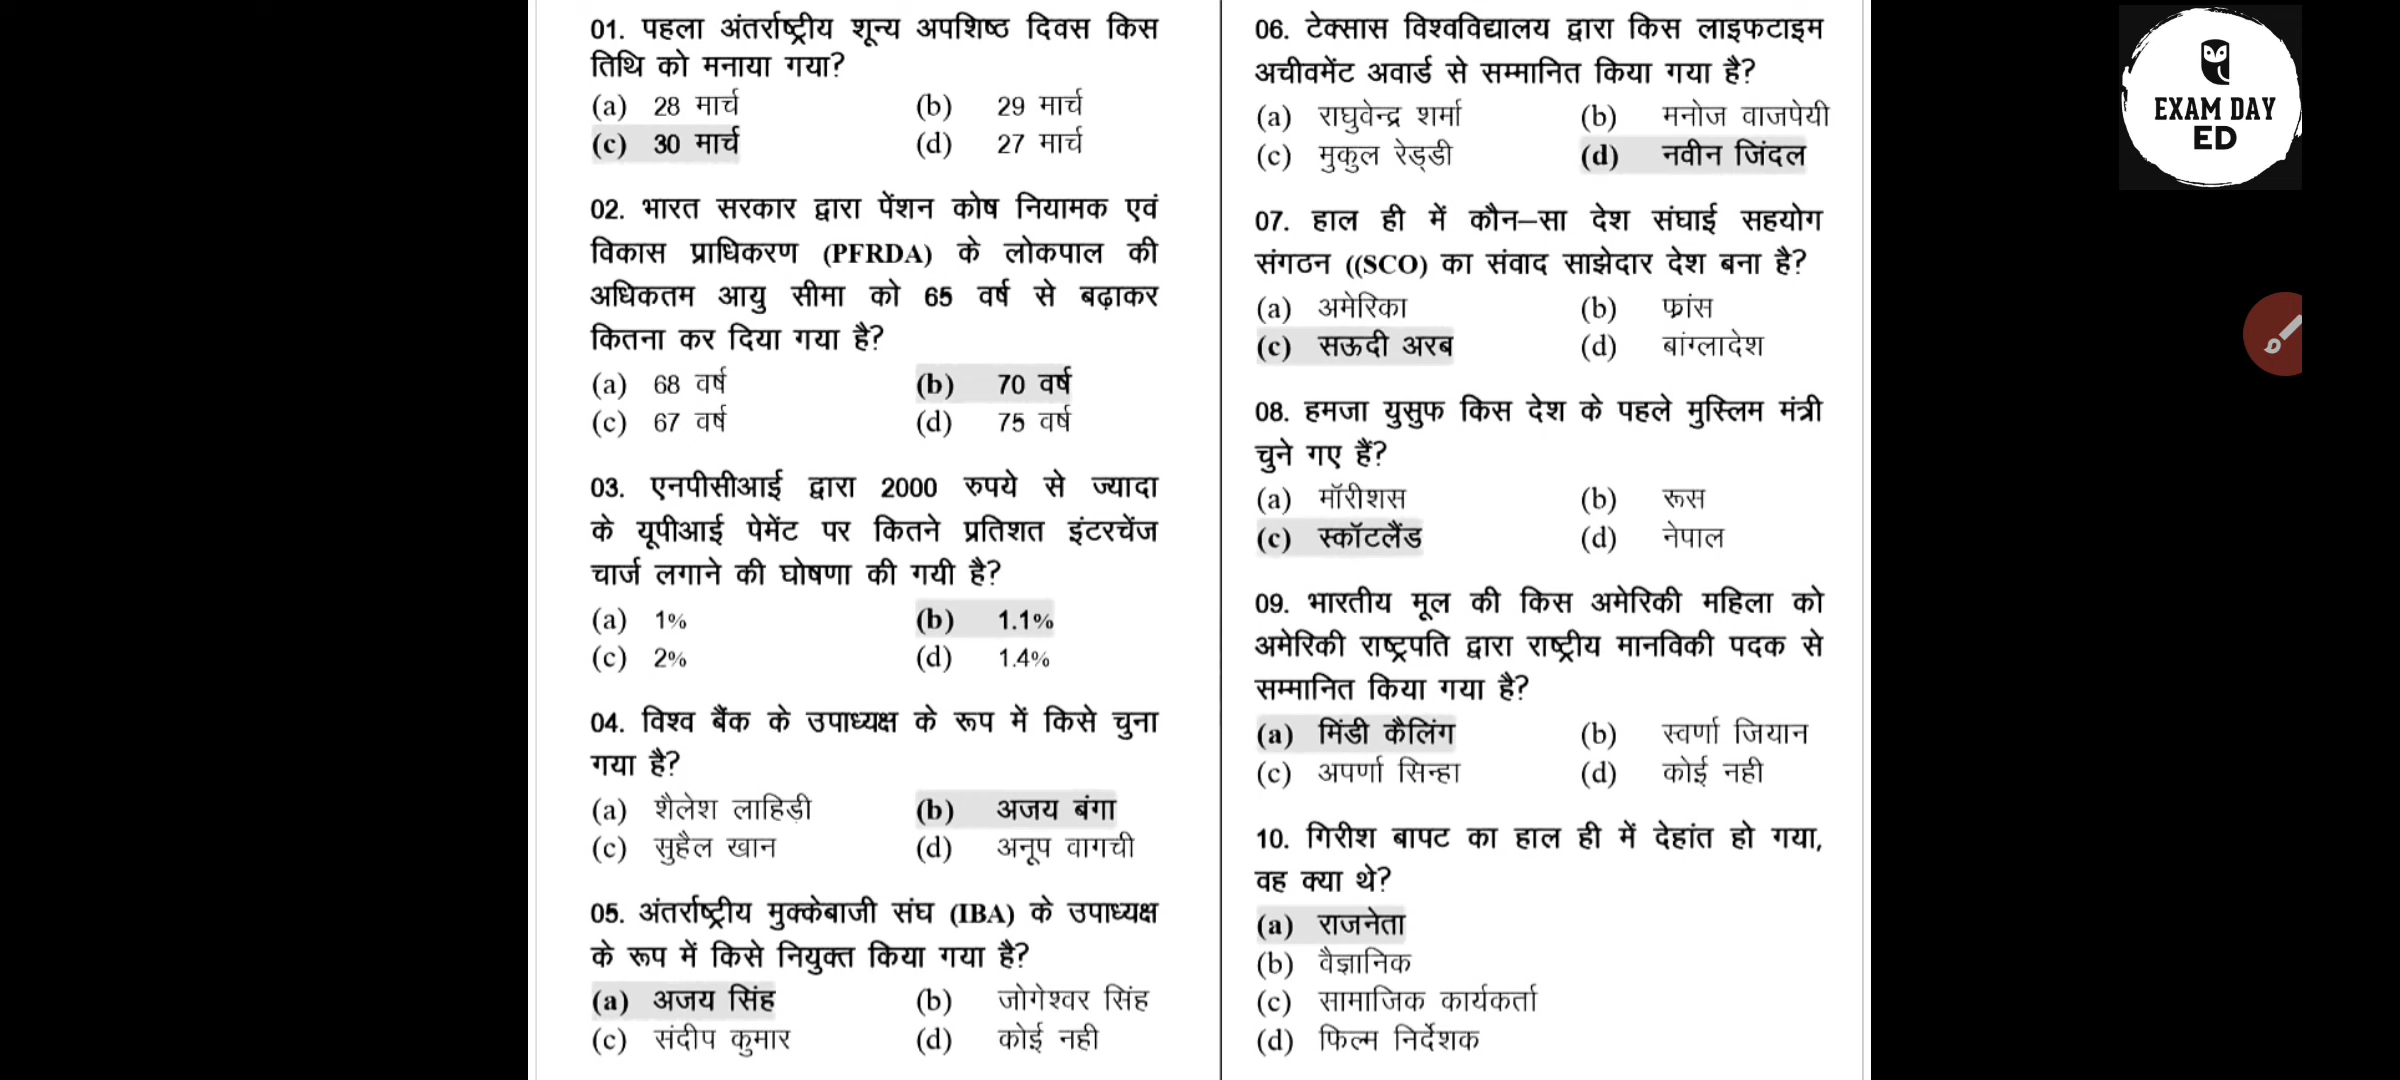 01. पहला अंतर्राष्ट्रीय शून्य अपशिष्ठ दिवस किस
तिथि को मनाया गया?
(a) 28 मार्च (b) 29 मार्च
(c) 30 मार्च (d) 27 मार्च
02. भारत सरकार द्वारा पेंशन कोष नियामक एवं
विकास प्राधिकरण (PFRDA) के लोकपाल की
अधिकतम आयु सीमा को 65 वर्ष से बढ़ाकर
कितना कर दिया गया है?
(a) 68 वर्ष (b) 70 वर्ष
(c) 67 वर्ष (d) 75 वर्ष
03. एनपीसीआई द्वारा 2000 रुपये से ज्यादा
के यूपीआई पेमेंट पर कितने प्रतिशत इंटरचेंज
चार्ज लगाने की घोषणा की गयी है?
(a) 1% (b) 1.1%
(c) 2% (d) 1.4%
04. विश्व बैंक के उपाध्यक्ष के रूप में किसे चुना
गया है?
(a) शैलेश लाहिड़ी (b) अजय बंगा
(c) सुहैल खान (d) अनूप वागची
05. अंतर्राष्ट्रीय मुक्केबाजी संघ (IBA) के उपाध्यक्ष
के रूप में किसे नियुक्त किया गया है?
(a) अजय सिंह (b) जोगेश्वर सिंह
(c) संदीप कुमार (d) कोई नही
06. टेक्सास विश्वविद्यालय द्वारा किस लाइफटाइम
अचीवमेंट अवार्ड से सम्मानित किया गया है?
(a) राघुवेन्द्र शर्मा (b) मनोज वाजपेयी
(c) मुकुल रेड्डी (d) नवीन जिंदल
07. हाल ही में कौन–सा देश संघाई सहयोग
संगठन ((SCO) का संवाद साझेदार देश बना है?
(a) अमेरिका (b) फ्रांस
(c) सऊदी अरब (d) बांग्लादेश
08. हमजा युसुफ किस देश के पहले मुस्लिम मंत्री
चुने गए हैं?
(a) मॉरीशस (b) रूस
(c) स्कॉटलैंड (d) नेपाल
09. भारतीय मूल की किस अमेरिकी महिला को
अमेरिकी राष्ट्रपति द्वारा राष्ट्रीय मानविकी पदक से
सम्मानित किया गया है?
(a) मिंडी कैलिंग (b) स्वर्णा जियान
(c) अपर्णा सिन्हा (d) कोई नही
10. गिरीश बापट का हाल ही में देहांत हो गया,
वह क्या थे?
(a) राजनेता
(b) वैज्ञानिक
(c) सामाजिक कार्यकर्ता
(d) फिल्म निर्देशक
EXAM DAY
ED